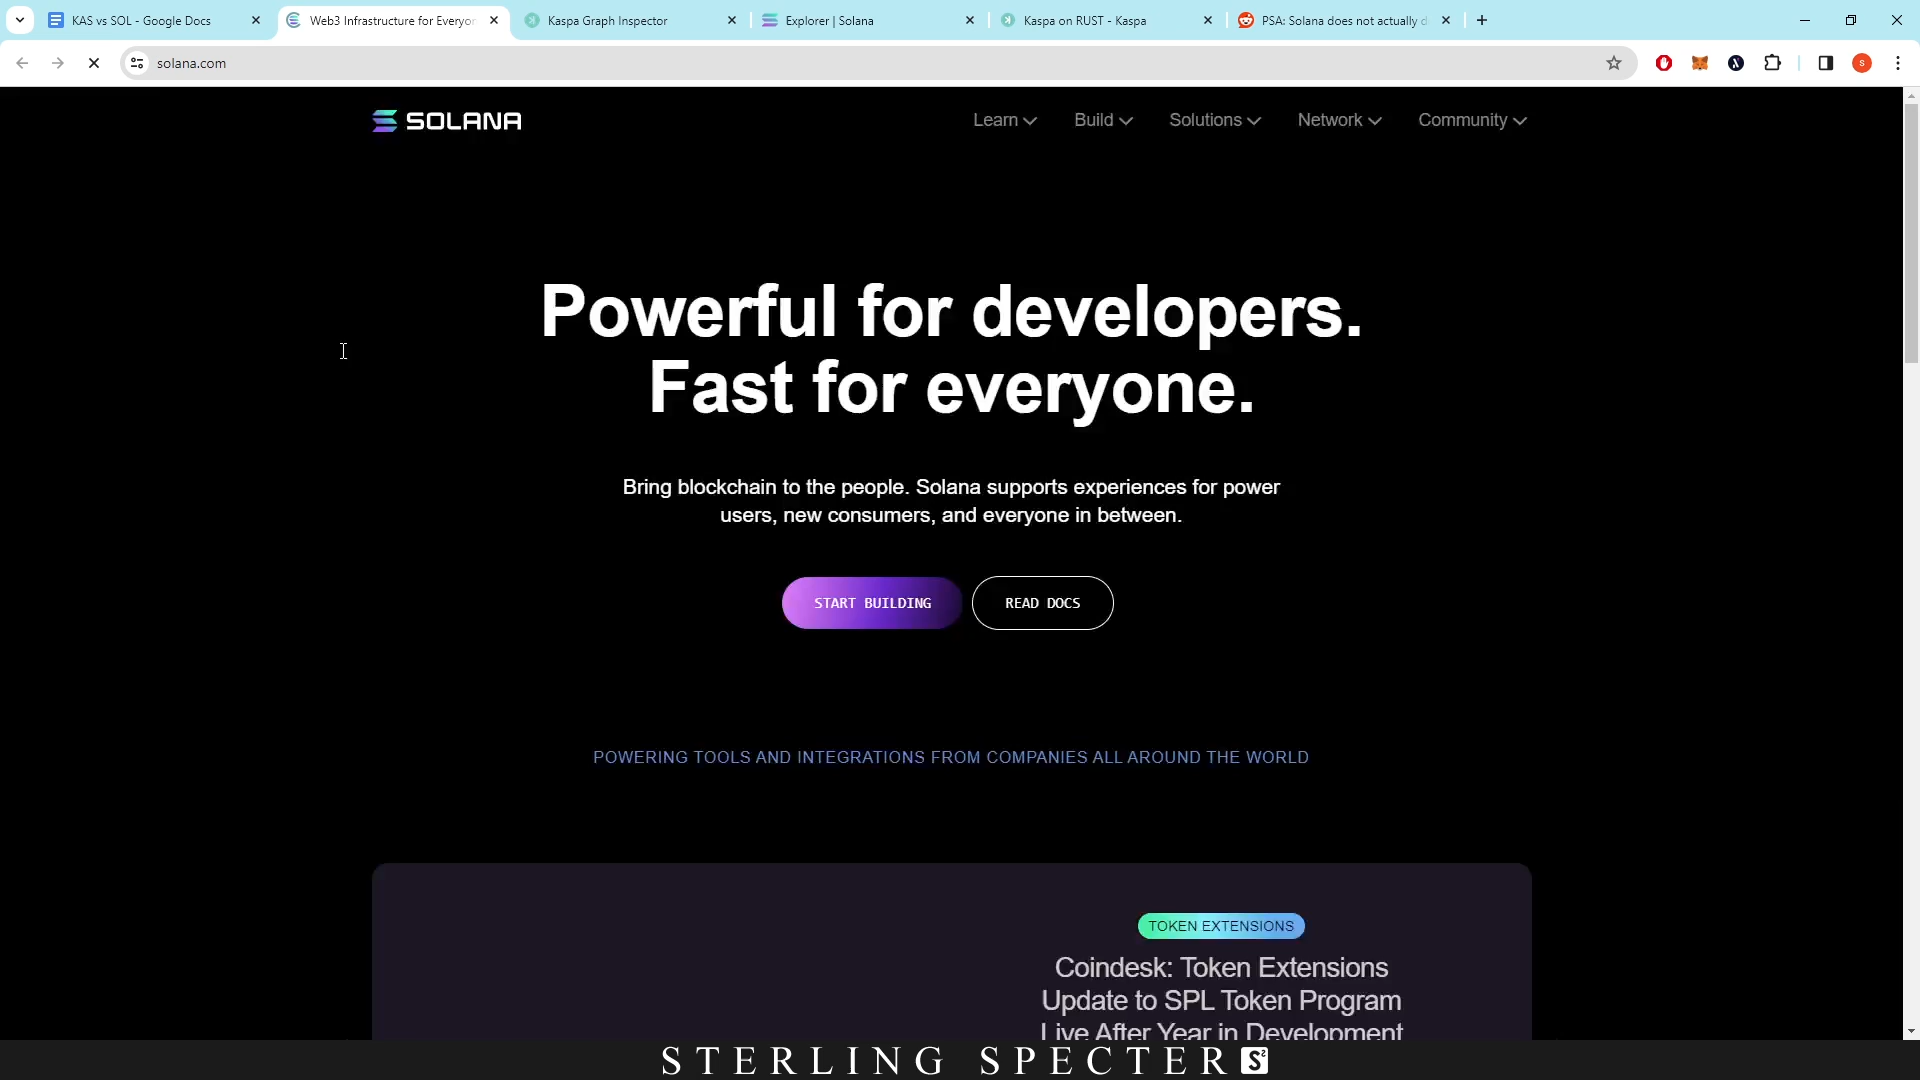 KAS vs SOL - Google Docs
Web3 Infrastructure for Everyon
Kaspa Graph Inspector
Explorer | Solana
Kaspa on RUST - Kaspa
PSA: Solana does not actually d
solana.com
S
SOLANA
Learn
Build
Solutions
Network
Community
Powerful for developers.
Fast for everyone.
Bring blockchain to the people. Solana supports experiences for power
users, new consumers, and everyone in between.
START BUILDING
READ DOCS
POWERING TOOLS AND INTEGRATIONS FROM COMPANIES ALL AROUND THE WORLD
TOKEN EXTENSIONS
Coindesk: Token Extensions
Update to SPL Token Program
Live After Year in Development
STERLING SPECTER S²